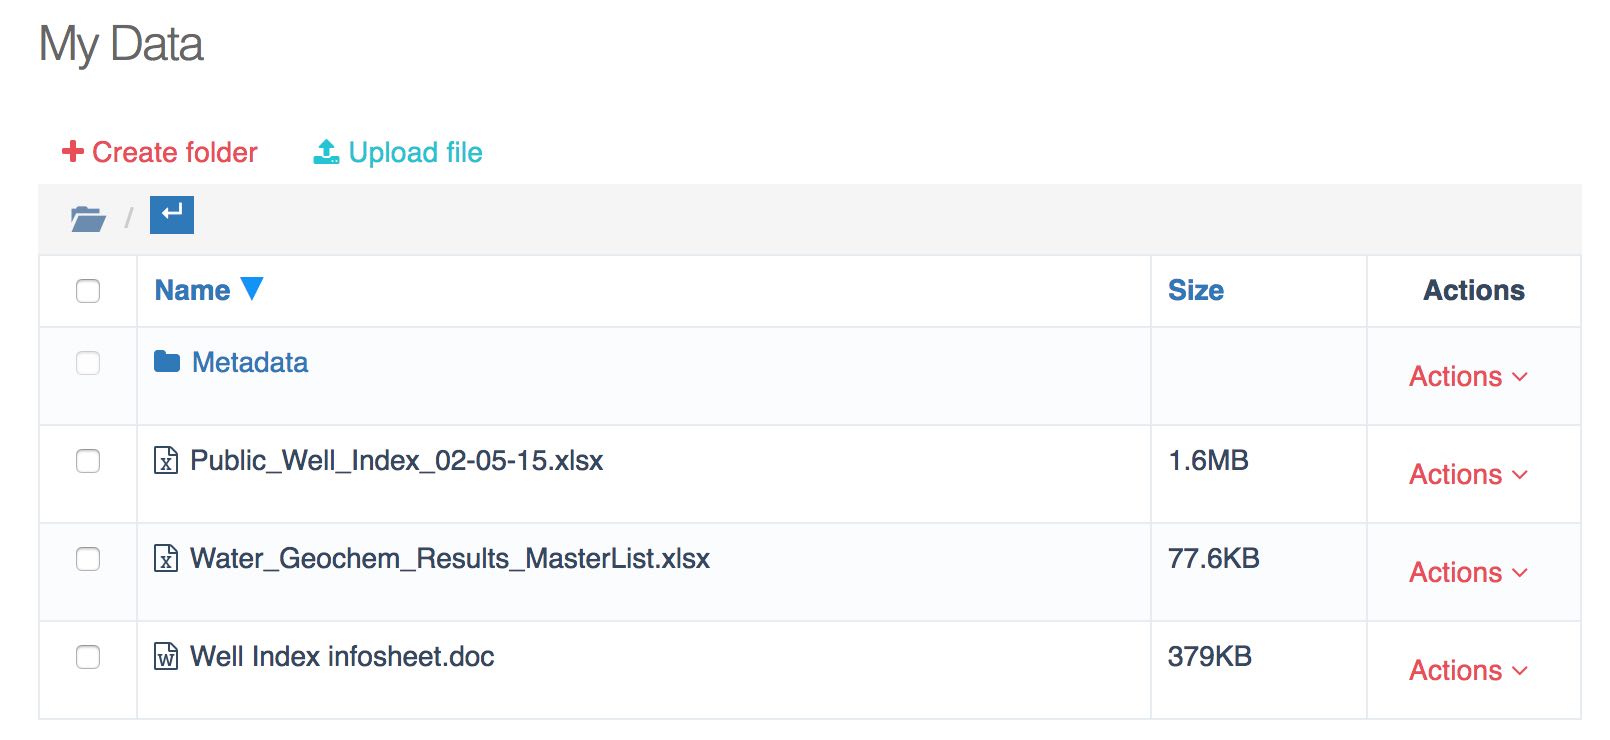 My Data
Create folder Upload file
/
Name Size Actions
Metadata Actions
Public_Well_Index_02-05-15.xlsx 1.6MB Actions
Water_Geochem_Results_MasterList.xlsx 77.6KB Actions
Well Index infosheet.doc 379KB Actions